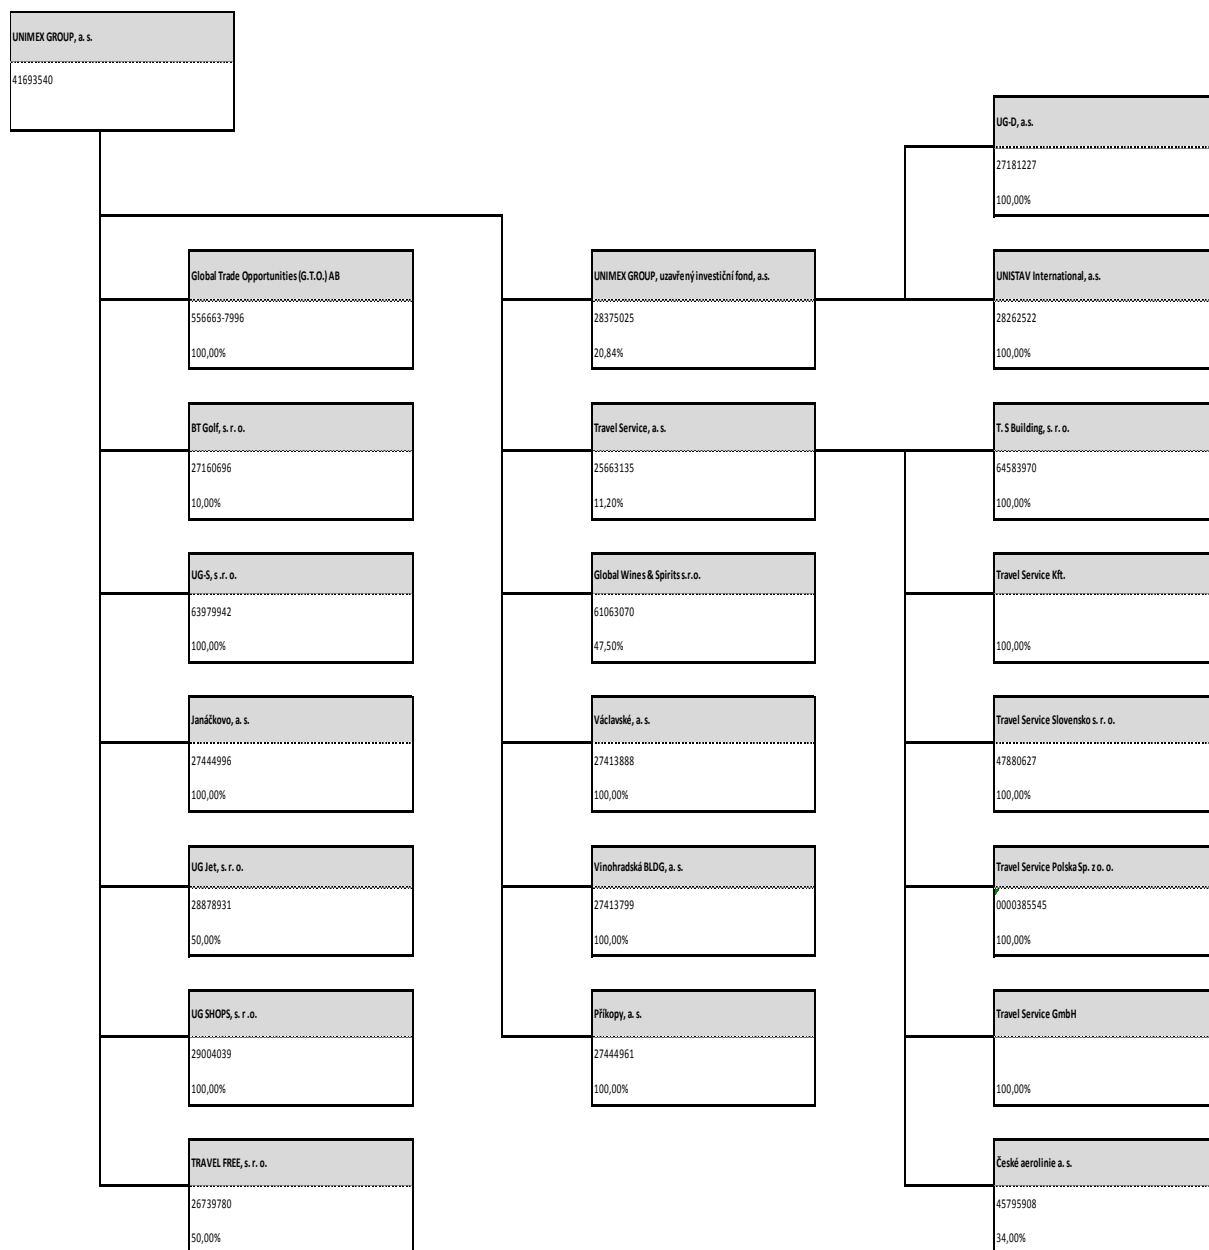 UNIMEX GROUP, a. s.
41693540
UG-D, a.s.
27181227
100,00%
Global Trade Opportunities (G.T.O.) AB
556663-7996
100,00%
UNIMEX GROUP, uzavřený investiční fond, a.s.
28375025
20,84%
UNISTAV International, a.s.
28262522
100,00%
BT Golf, s. r. o.
27160696
10,00%
Travel Service, a. s.
25663135
11,20%
T. S Building, s. r. o.
64583970
100,00%
UG-S, s .r. o.
63979942
100,00%
Global Wines & Spirits s.r.o.
61063070
47,50%
Travel Service Kft.
100,00%
Janáčkovo, a. s.
27444996
100,00%
Václavské, a. s.
27413888
100,00%
Travel Service Slovensko s. r. o.
47880627
100,00%
UG Jet, s. r. o.
28878931
50,00%
Vinohradská BLDG, a. s.
27413799
100,00%
Travel Service Polska Sp. z o. o.
0000385545
100,00%
UG SHOPS, s. r .o.
29004039
100,00%
Příkopy, a. s.
27444961
100,00%
Travel Service GmbH
100,00%
TRAVEL FREE, s. r. o.
26739780
50,00%
České aerolinie a. s.
45795908
34,00%